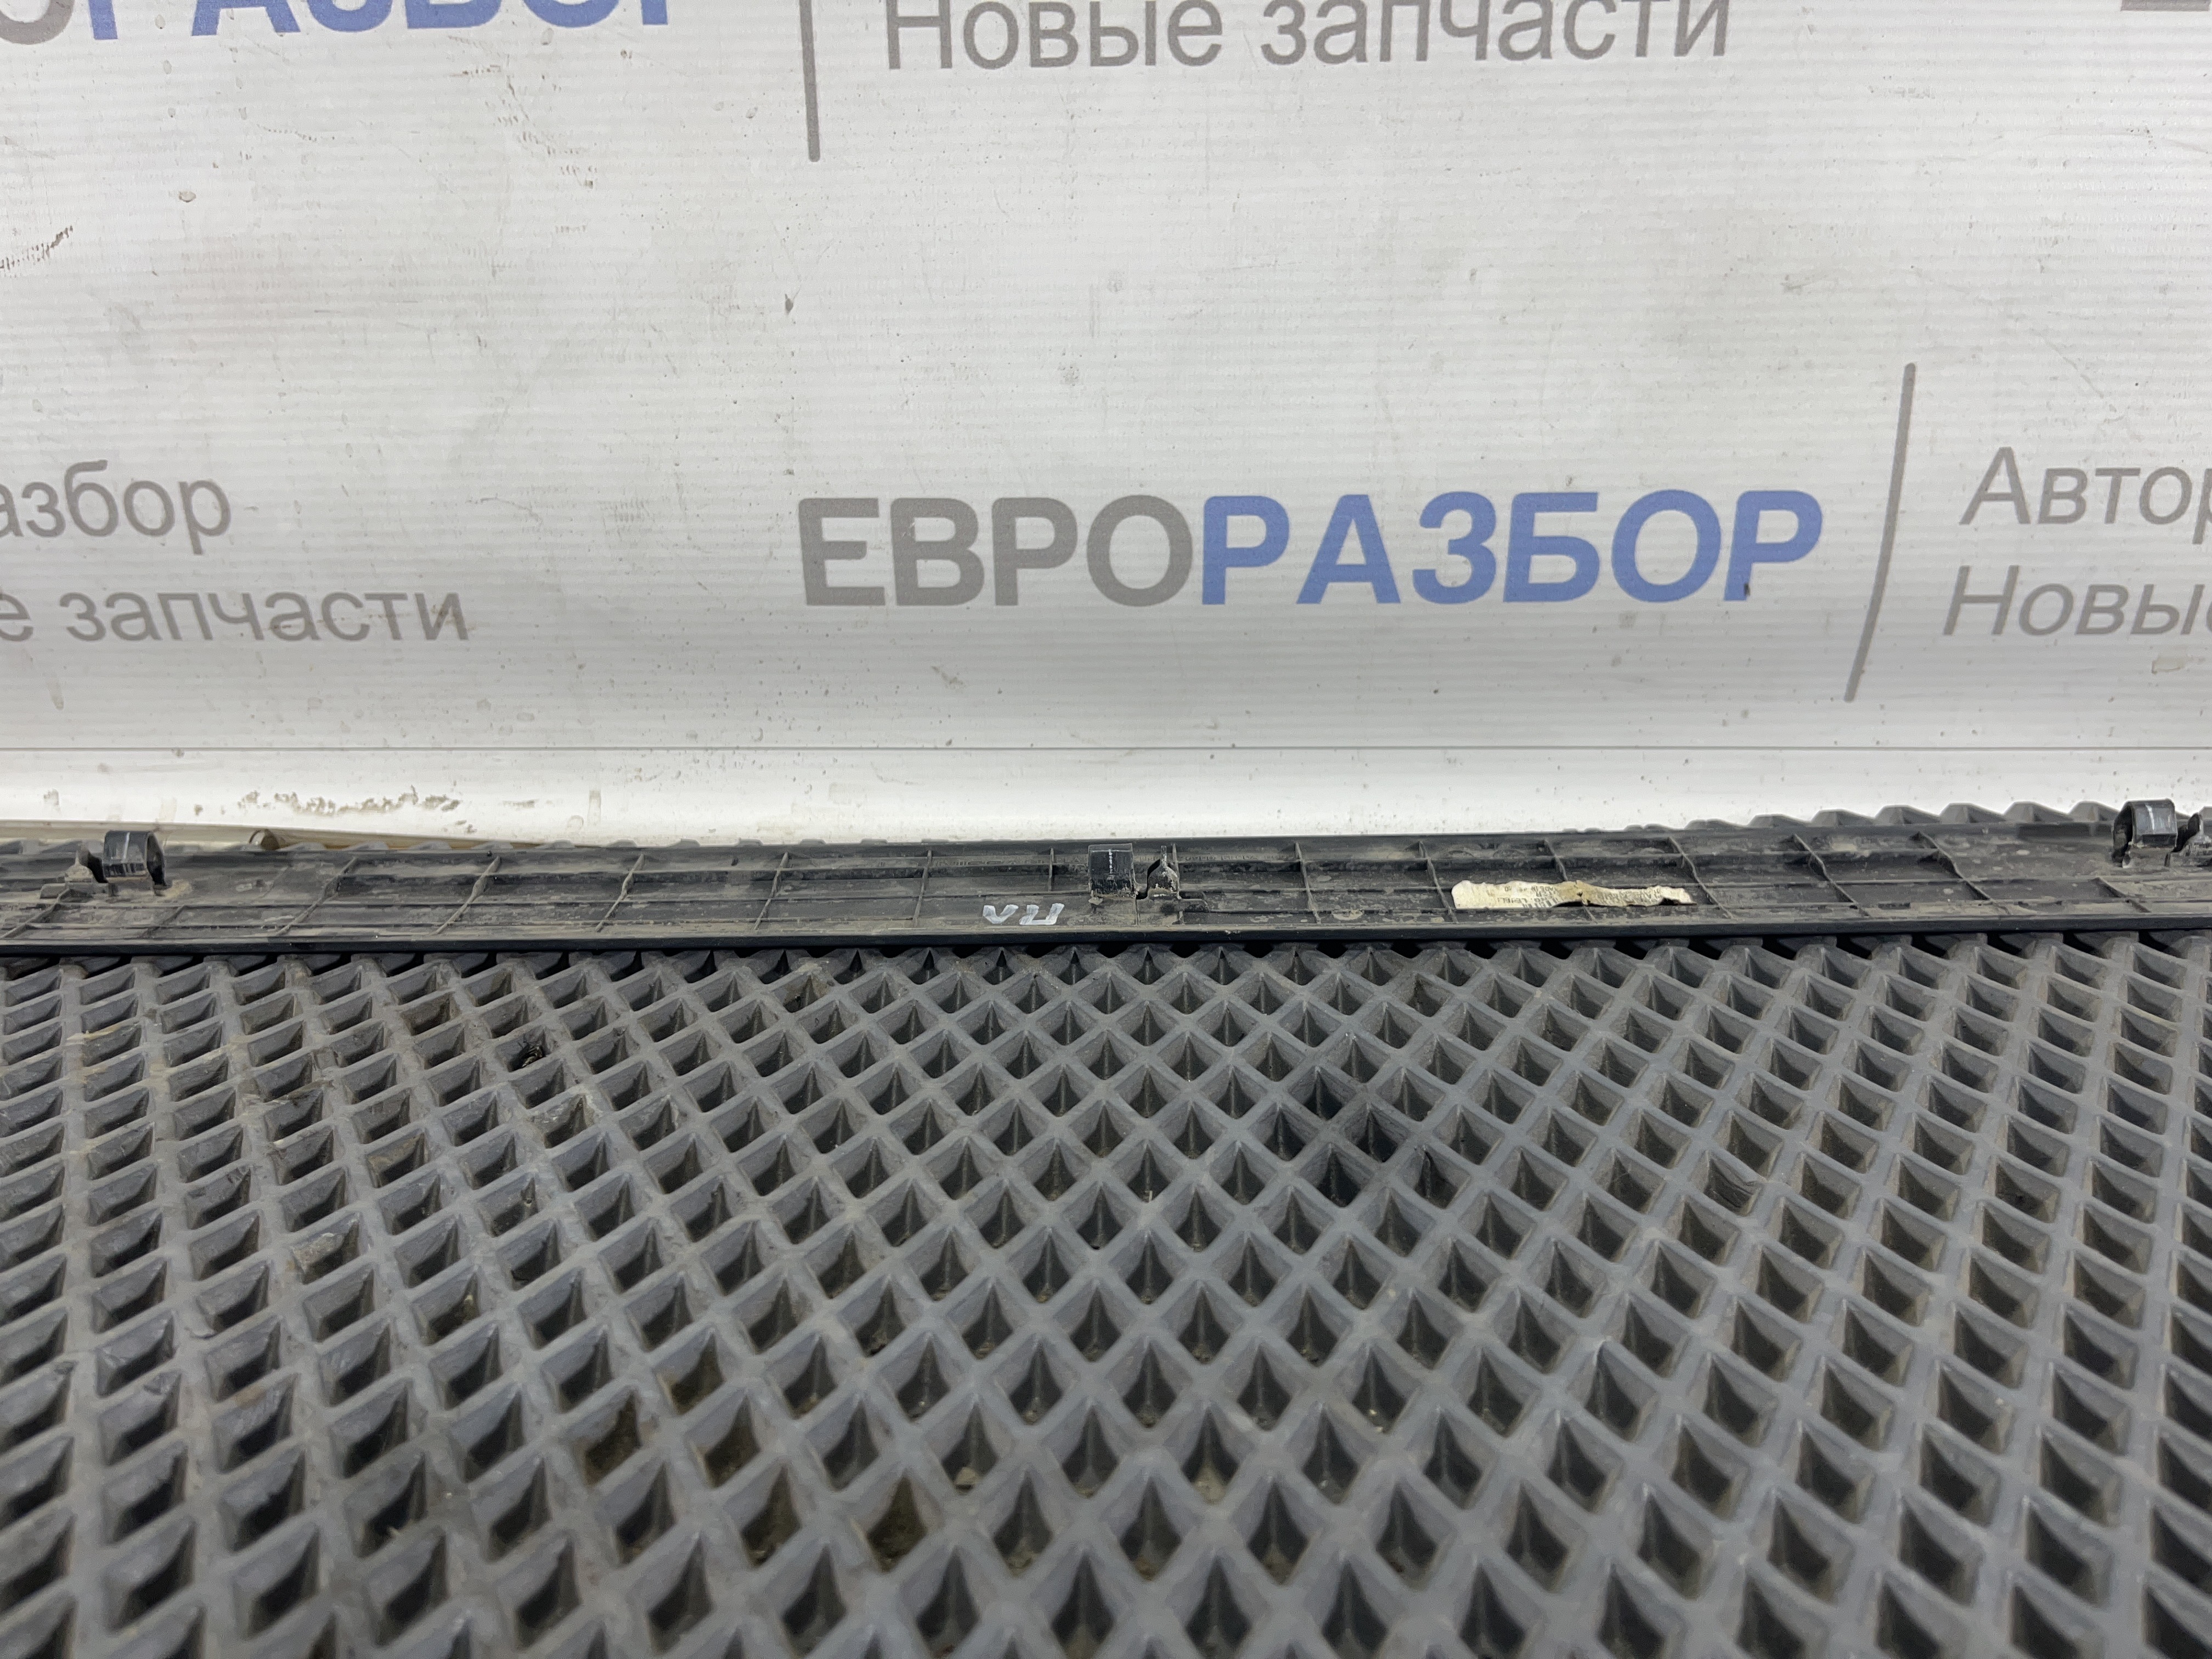 Новые запчасти
азбор
запчасти
ЕВРОРАЗБОР
Автор
Новы
ПЛ